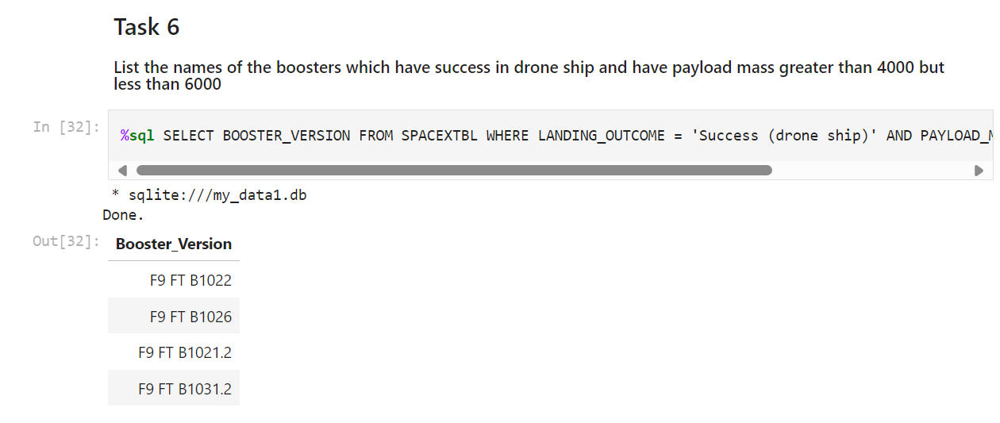 Task 6
List the names of the boosters which have success in drone ship and have payload mass greater than 4000 but
less than 6000
In [32]:
%sql SELECT BOOSTER_VERSION FROM SPACEXTBL WHERE LANDING_OUTCOME = 'Success (drone ship)' AND PAYLOAD_M
* sqlite:///my_data1.db
Done.
Out[32]:
Booster_Version
F9 FT B1022
F9 FT B1026
F9 FT B1021.2
F9 FT B1031.2